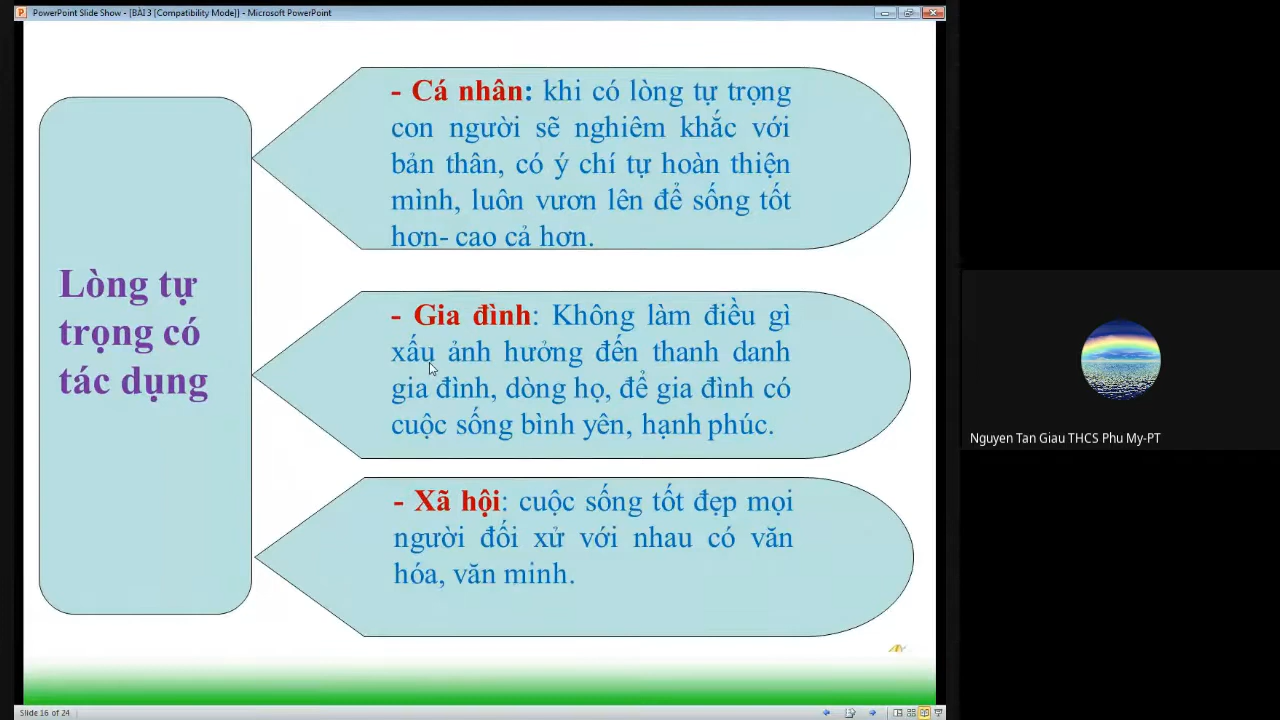 PowerPoint Slide Show - [BÀI 3 [Compatibility Mode]] - Microsoft PowerPoint
Lòng tự
trọng có
tác dụng
- Cá nhân: khi có lòng tự trọng
con người sẽ nghiêm khắc với
bản thân, có ý chí tự hoàn thiện
mình, luôn vươn lên để sống tốt
hơn- cao cả hơn.
- Gia đình: Không làm điều gì
xấu ảnh hưởng đến thanh danh
gia đình, dòng họ, để gia đình có
cuộc sống bình yên, hạnh phúc.
- Xã hội: cuộc sống tốt đẹp mọi
người đối xử với nhau có văn
hóa, văn minh.
Nguyen Tan Giau THCS Phu My-PT
Slide 16 of 24